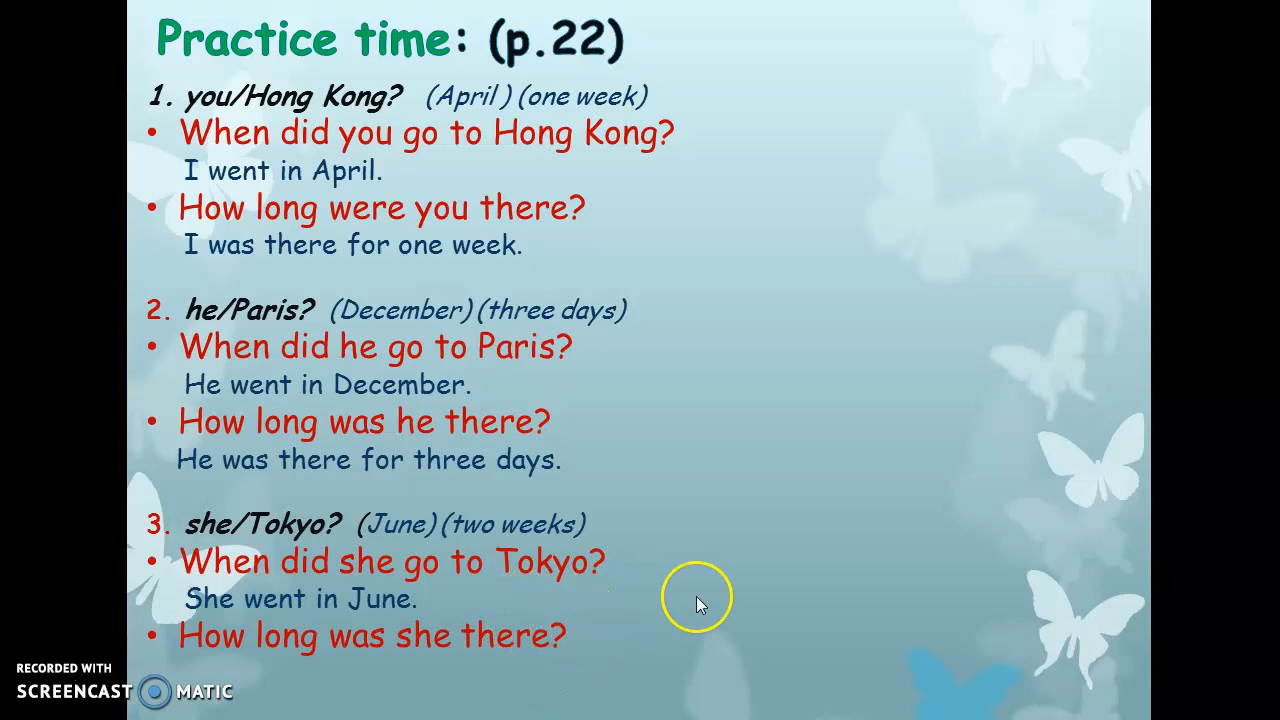 Practice time: (p.22)
1. you/Hong Kong? (April ) (one week)
• When did you go to Hong Kong?
I went in April.
• How long were you there?
I was there for one week.
2. he/Paris? (December) (three days)
• When did he go to Paris?
He went in December.
• How long was he there?
He was there for three days.
3. she/Tokyo? (June) (two weeks)
• When did she go to Tokyo?
She went in June.
• How long was she there?
RECORDED WITH
SCREENCAST MATIC